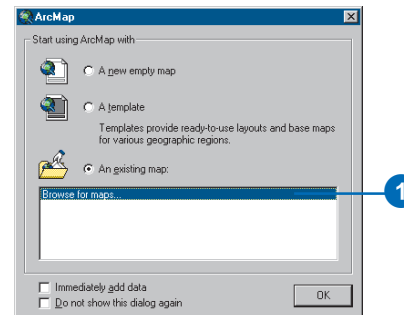 ArcMap
Start using ArcMap with
A new empty map
A template
Templates provide ready-to-use layouts and base maps
for various geographic regions.
An existing map:
Browse for maps...
1
Immediately add data
Do not show this dialog again
OK